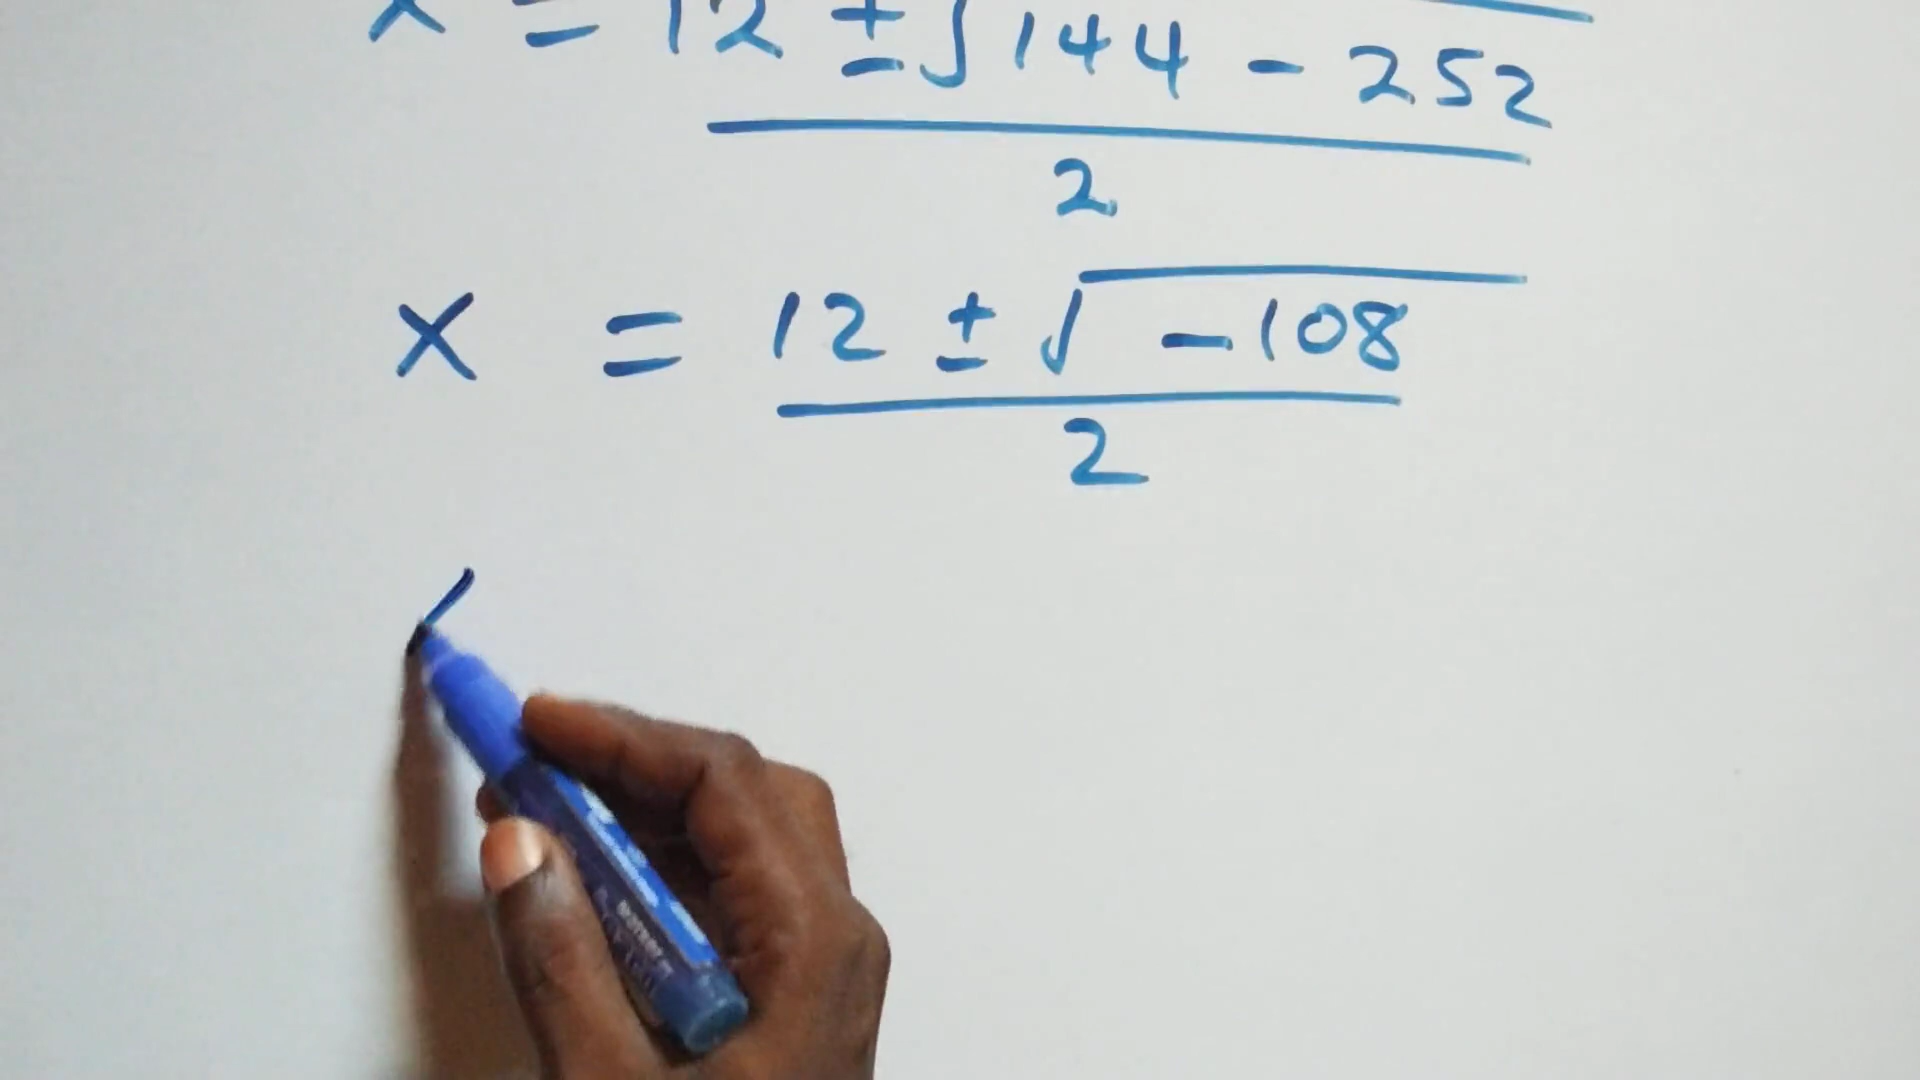 x = 12 ± √144 - 252
2
x = 12 ± √-108
2